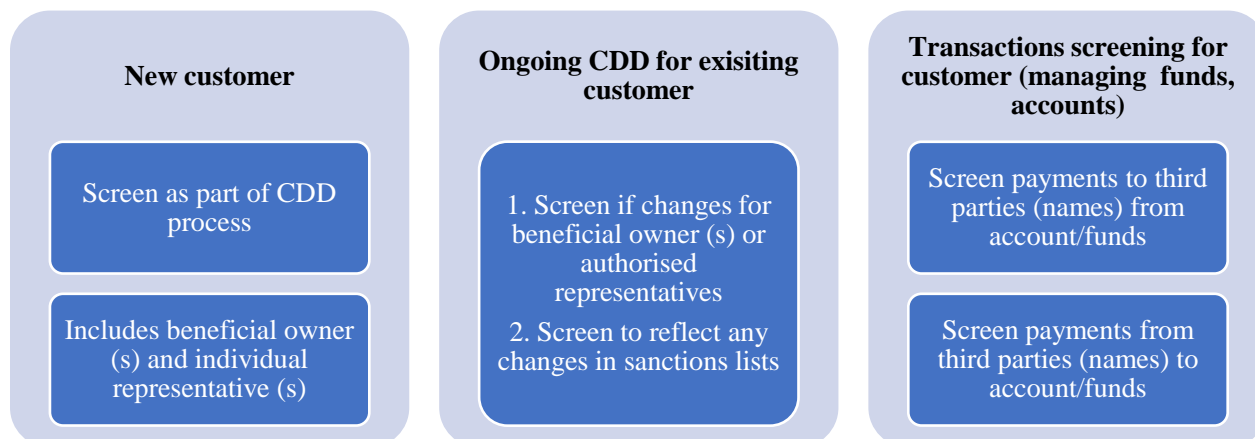 New customer
Screen as part of CDD
process
Includes beneficial owner
(s) and individual
representative (s)
Ongoing CDD for exisiting
customer
1. Screen if changes for
beneficial owner (s) or
authorised
representatives
2. Screen to reflect any
changes in sanctions lists
Transactions screening for
customer (managing funds,
accounts)
Screen payments to third
parties (names) from
account/funds
Screen payments from
third parties (names) to
account/funds